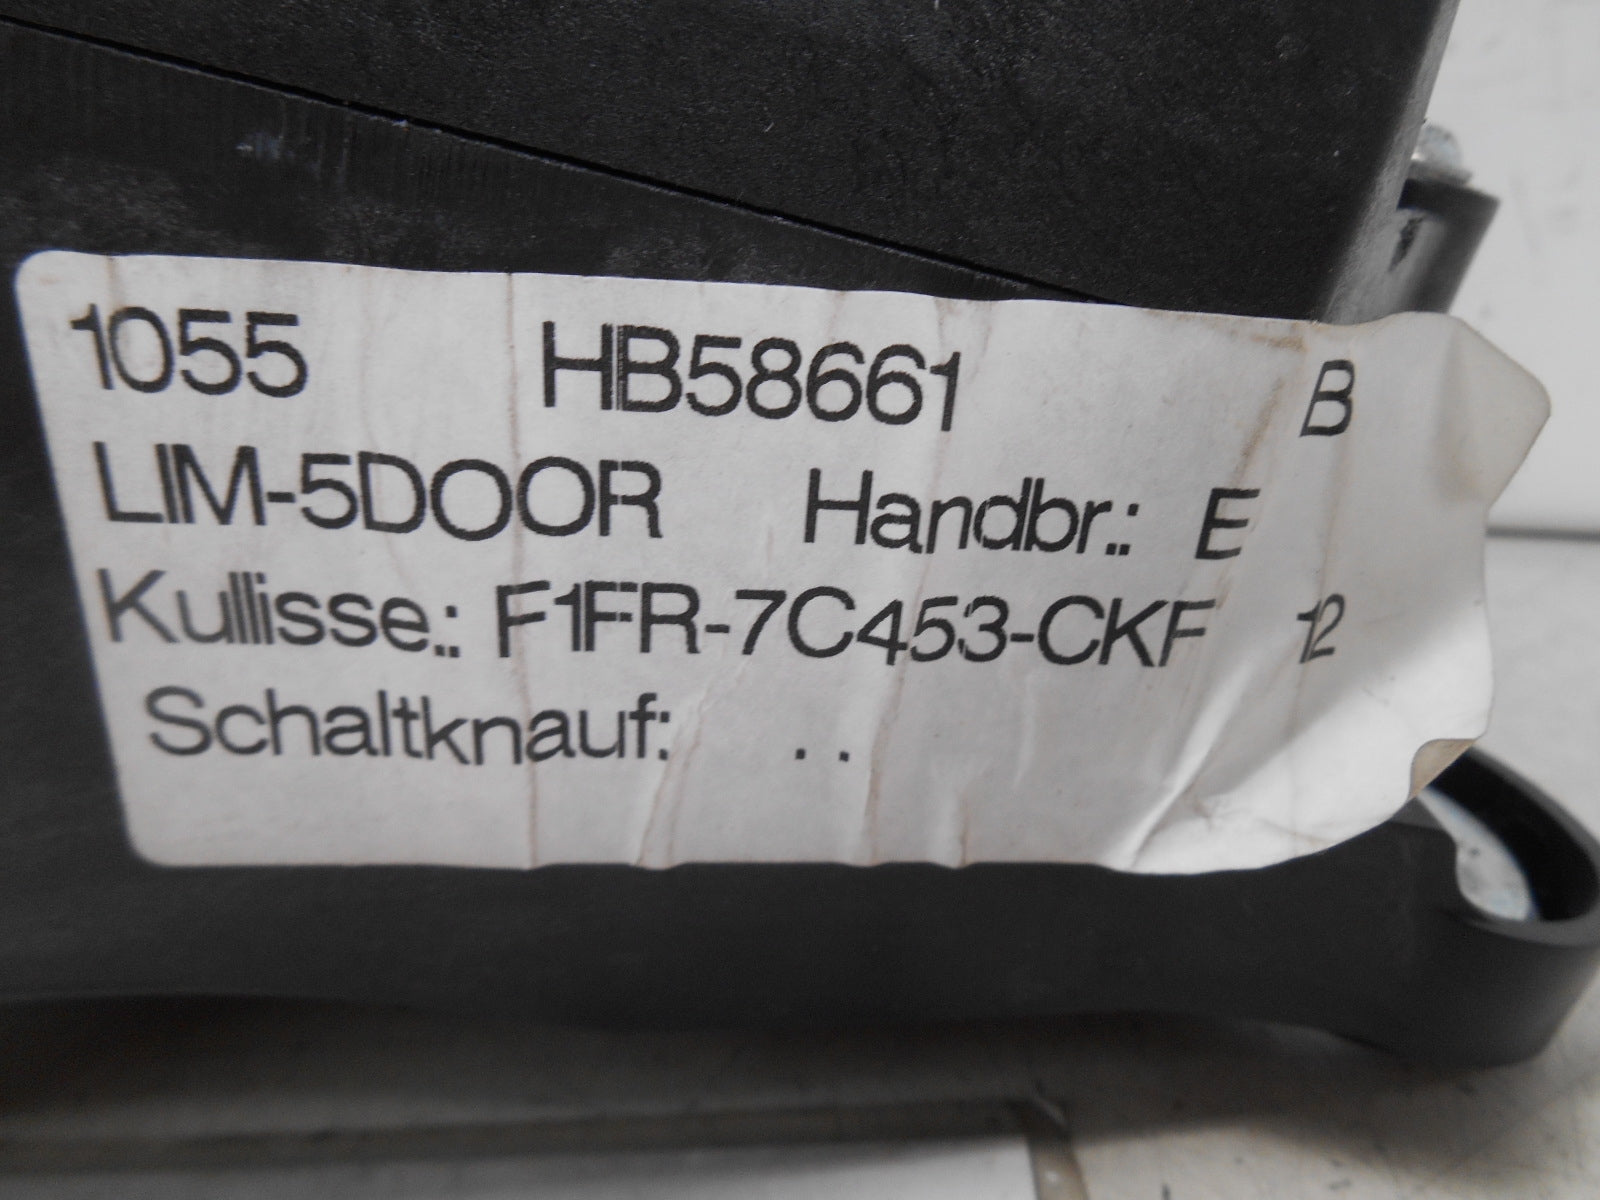 1055 HB58661 B
LIM-5DOOR Handbr.: E
Kullisse.: F1FR-7C453-CKF 12
Schaltknauf: . .